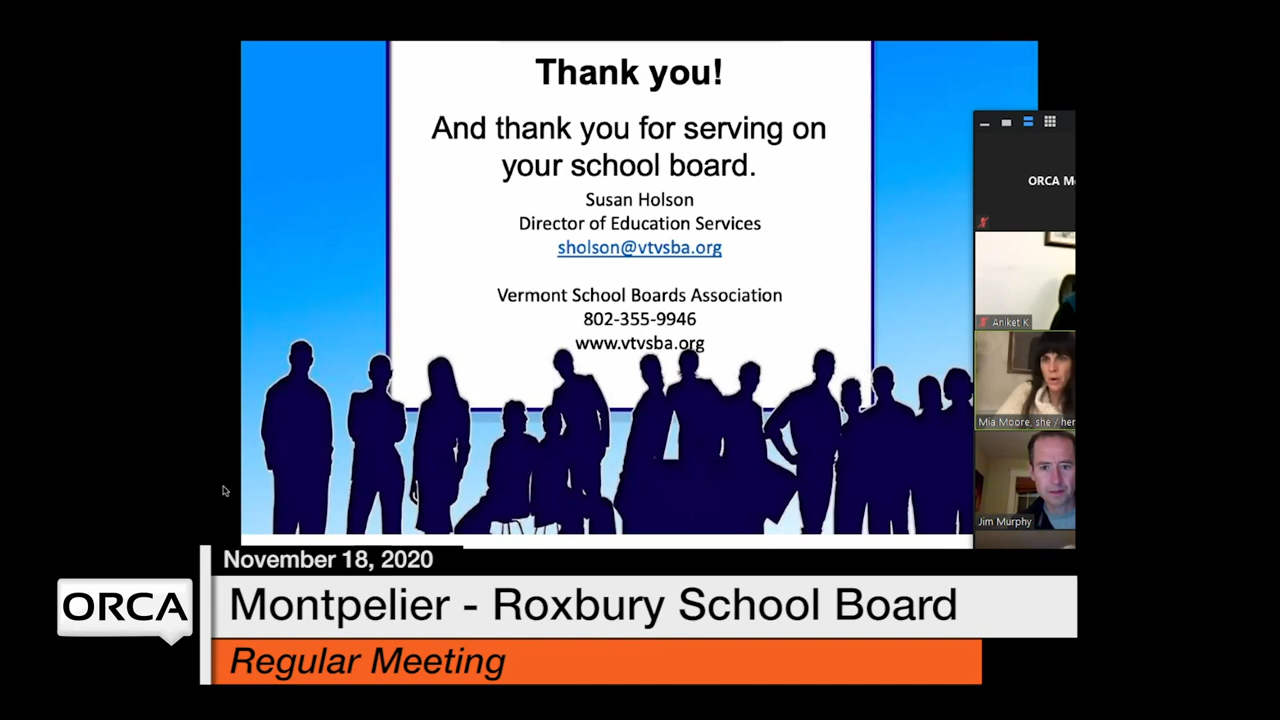 Thank you!
And thank you for serving on
your school board.
Susan Holson
Director of Education Services
sholson@vtvsba.org
Vermont School Boards Association
802-355-9946
www.vtvsba.org
ORCA M
Aniket K
Mia Moore, she / her
Jim Murphy
November 18, 2020
ORCA
Montpelier - Roxbury School Board
Regular Meeting